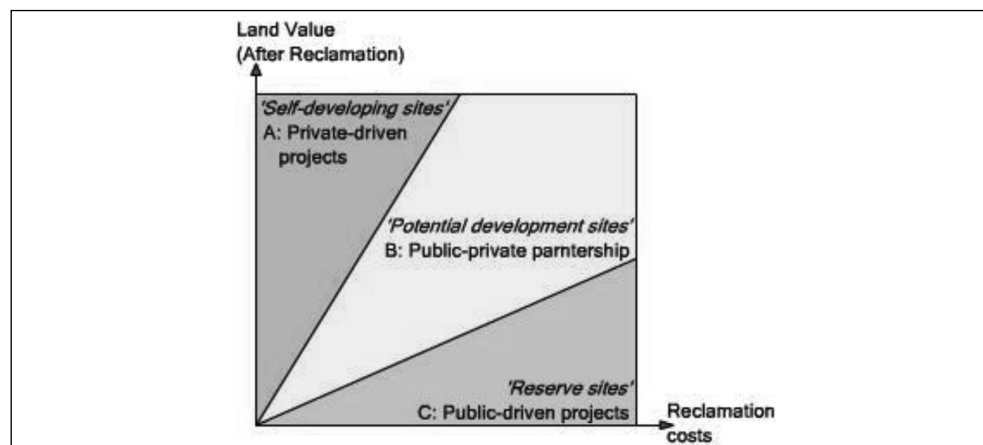 Land Value
(After Reclamation)
'Self-developing sites'
A: Private-driven
projects
'Potential development sites'
B: Public-private parntership
'Reserve sites'
C: Public-driven projects
Reclamation
costs